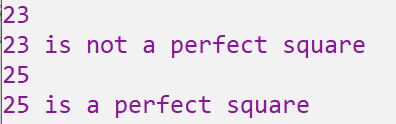 23
23 is not a perfect square
25
25 is a perfect square